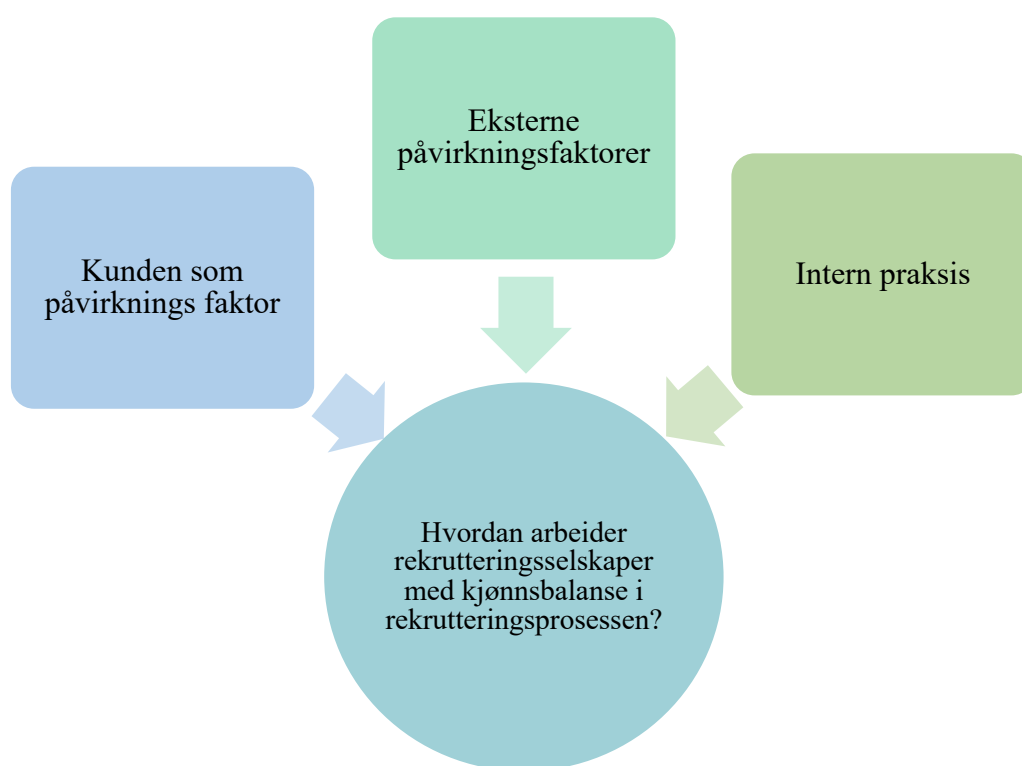 Eksterne
påvirkningsfaktorer
Kunden som
påvirknings faktor
Intern praksis
Hvordan arbeider
rekrutteringsselskaper
med kjønnsbalanse i
rekrutteringsprosessen?